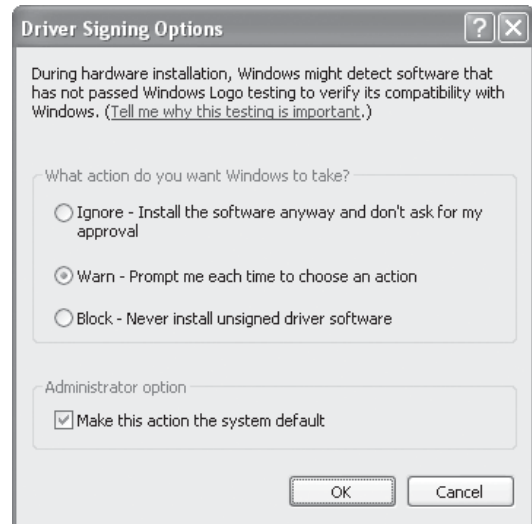 Driver Signing Options
During hardware installation, Windows might detect software that
has not passed Windows Logo testing to verify its compatibility with
Windows. (Tell me why this testing is important.)
What action do you want Windows to take?
Ignore - Install the software anyway and don't ask for my
approval
Warn - Prompt me each time to choose an action
Block - Never install unsigned driver software
Administrator option
Make this action the system default
OK
Cancel